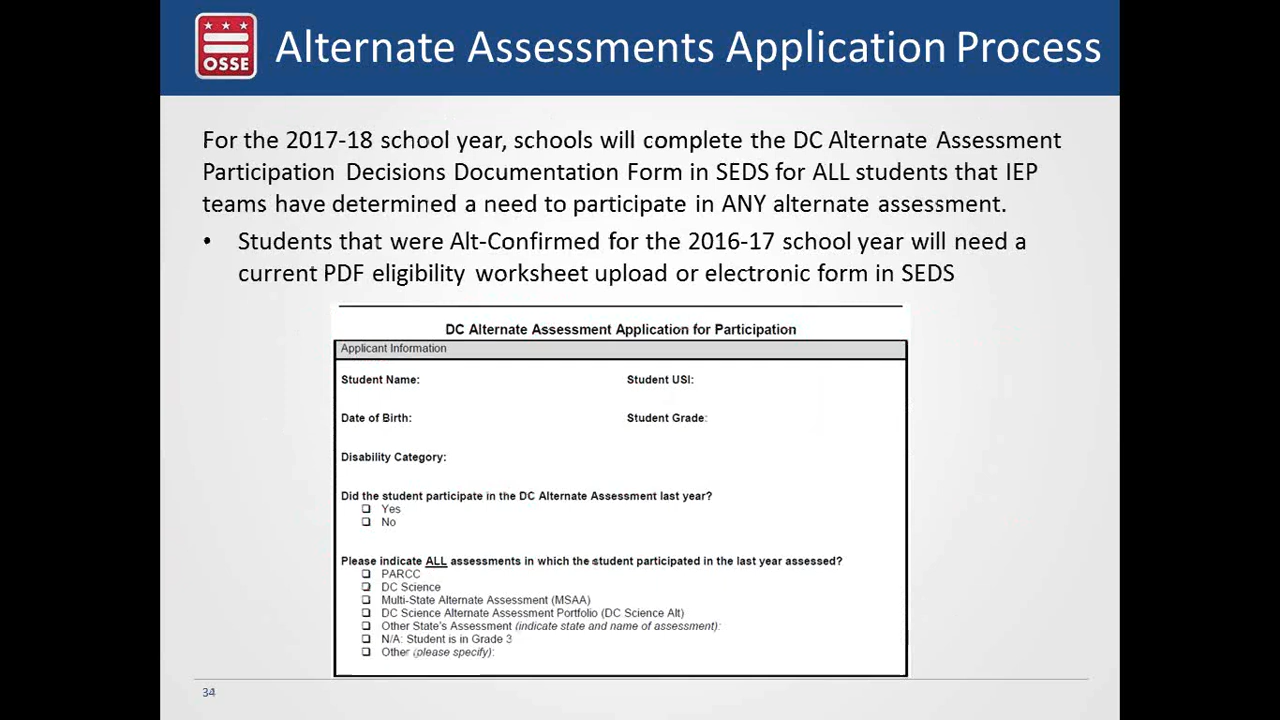 OSSE
Alternate Assessments Application Process
For the 2017-18 school year, schools will complete the DC Alternate Assessment
Participation Decisions Documentation Form in SEDS for ALL students that IEP
teams have determined a need to participate in ANY alternate assessment.
• Students that were Alt-Confirmed for the 2016-17 school year will need a
current PDF eligibility worksheet upload or electronic form in SEDS
DC Alternate Assessment Application for Participation
Applicant Information
Student Name: Student USI:
Date of Birth: Student Grade:
Disability Category:
Did the student participate in the DC Alternate Assessment last year?
❑ Yes
❑ No
Please indicate ALL assessments in which the student participated in the last year assessed?
❑ PARCC
❑ DC Science
❑ Multi-State Alternate Assessment (MSAA)
❑ DC Science Alternate Assessment Portfolio (DC Science Alt)
❑ Other State's Assessment (indicate state and name of assessment):
❑ N/A: Student is in Grade 3
❑ Other (please specify):
34